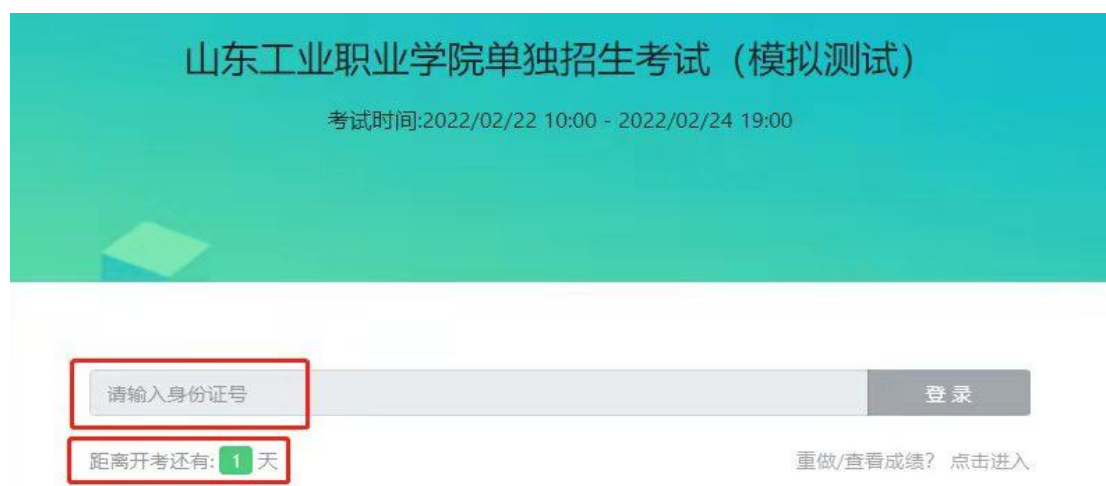 山东工业职业学院单独招生考试（模拟测试）
考试时间:2022/02/22 10:00 - 2022/02/24 19:00
请输入身份证号 登 录
距离开考还有: 1 天 重做/查看成绩？ 点击进入